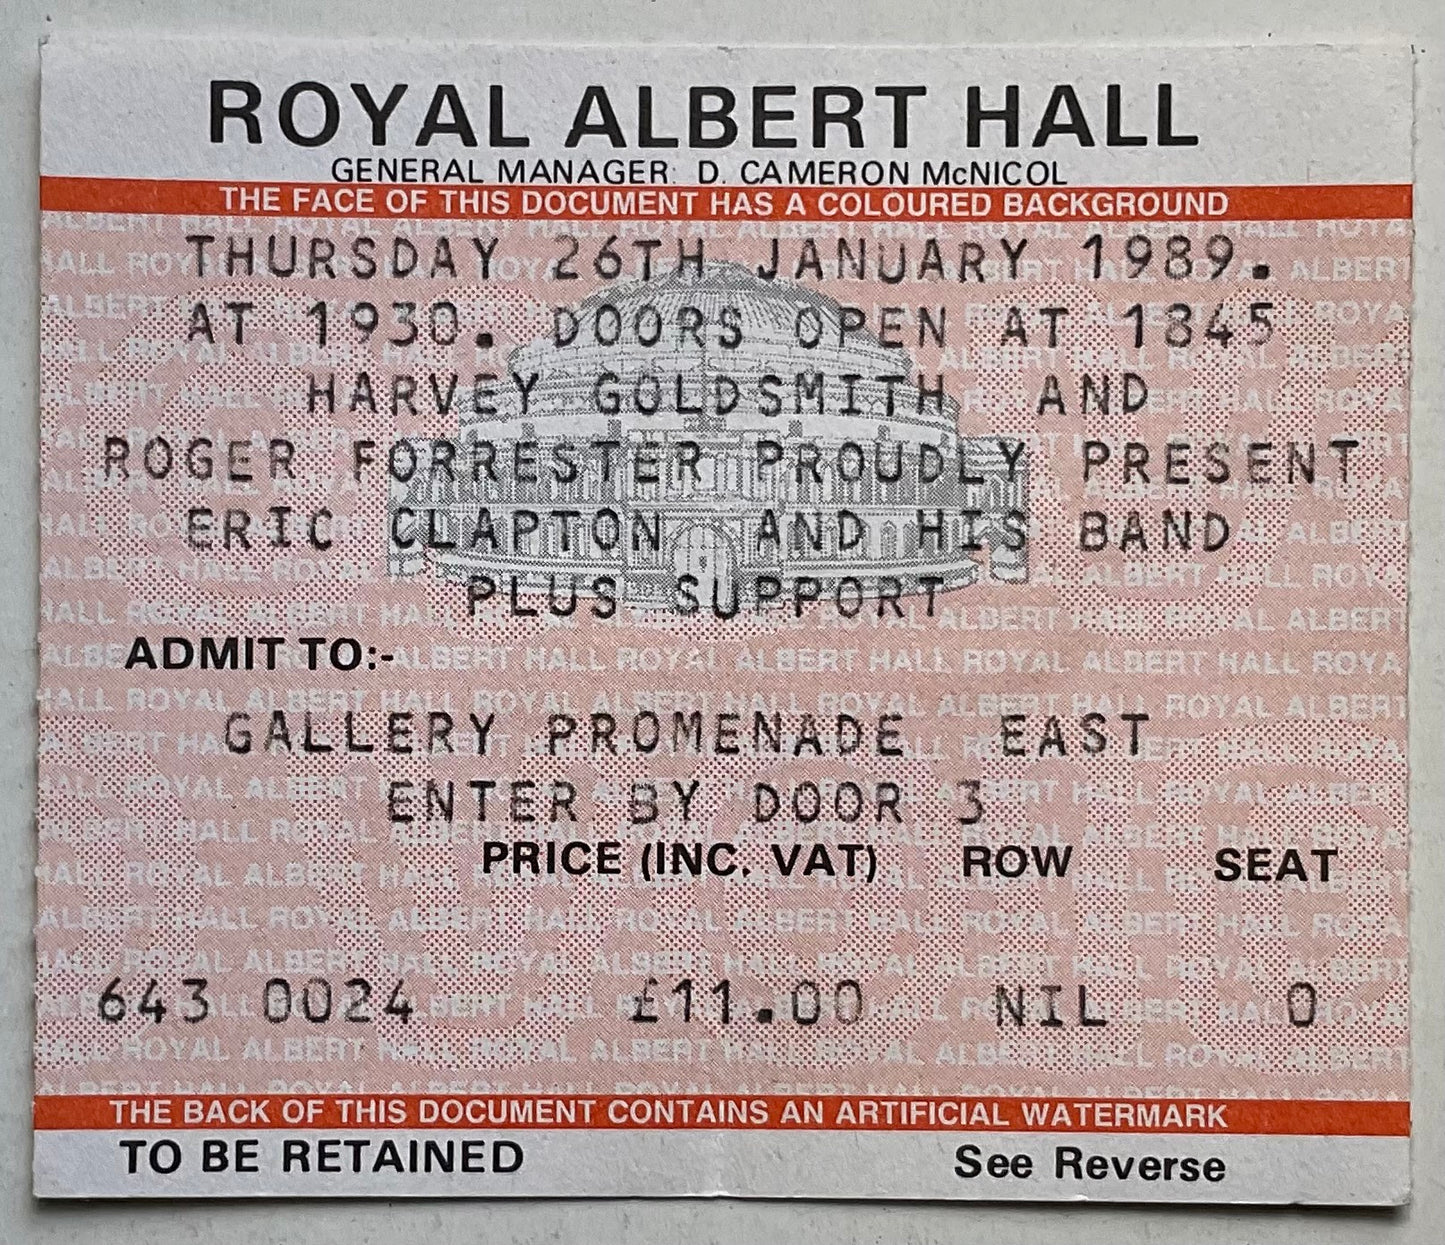 ROYAL ALBERT HALL
GENERAL MANAGER: D. CAMERON McNICOL
THE FACE OF THIS DOCUMENT HAS A COLOURED BACKGROUND
THURSDAY 26TH JANUARY 1989.
AT 1930. DOORS OPEN AT 1845
HARVEY GOLDSMITH AND
ROGER FORRESTER PROUDLY PRESENT
ERIC CLAPTON AND HIS BAND
PLUS SUPPORT
ADMIT TO:-
GALLERY PROMENADE EAST
ENTER BY DOOR 3
PRICE (INC. VAT) ROW SEAT
643 0024 £11.00 NIL 0
THE BACK OF THIS DOCUMENT CONTAINS AN ARTIFICIAL WATERMARK
TO BE RETAINED See Reverse